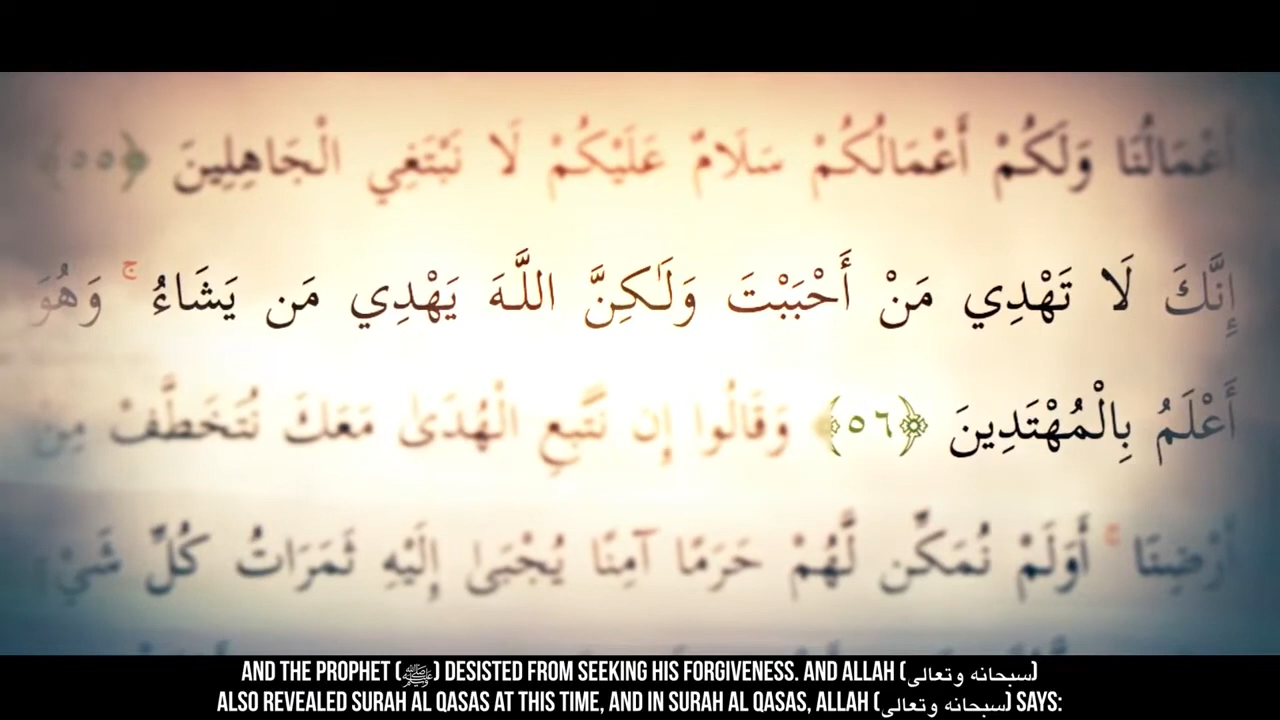 أَعْمَالُنَا وَلَكُمْ أَعْمَالُكُمْ سَلَامٌ عَلَيْكُمْ لَا نَبْتَغِي الْجَاهِلِينَ ﴿٥٥﴾
إِنَّكَ لَا تَهْدِي مَنْ أَحْبَبْتَ وَلَٰكِنَّ اللَّهَ يَهْدِي مَن يَشَاءُ ۚ وَهُوَ
أَعْلَمُ بِالْمُهْتَدِينَ ﴿٥٦﴾ وَقَالُوا إِن نَّتَّبِعِ الْهُدَىٰ مَعَكَ نُتَخَطَّفْ مِنْ
أَرْضِنَا ۚ أَوَلَمْ نُمَكِّن لَّهُمْ حَرَمًا آمِنًا يُجْبَىٰ إِلَيْهِ ثَمَرَاتُ كُلِّ شَيْءٍ
AND THE PROPHET (ﷺ) DESISTED FROM SEEKING HIS FORGIVENESS. AND ALLAH (سبحانه وتعالى)
ALSO REVEALED SURAH AL QASAS AT THIS TIME, AND IN SURAH AL QASAS, ALLAH (سبحانه وتعالى) SAYS: